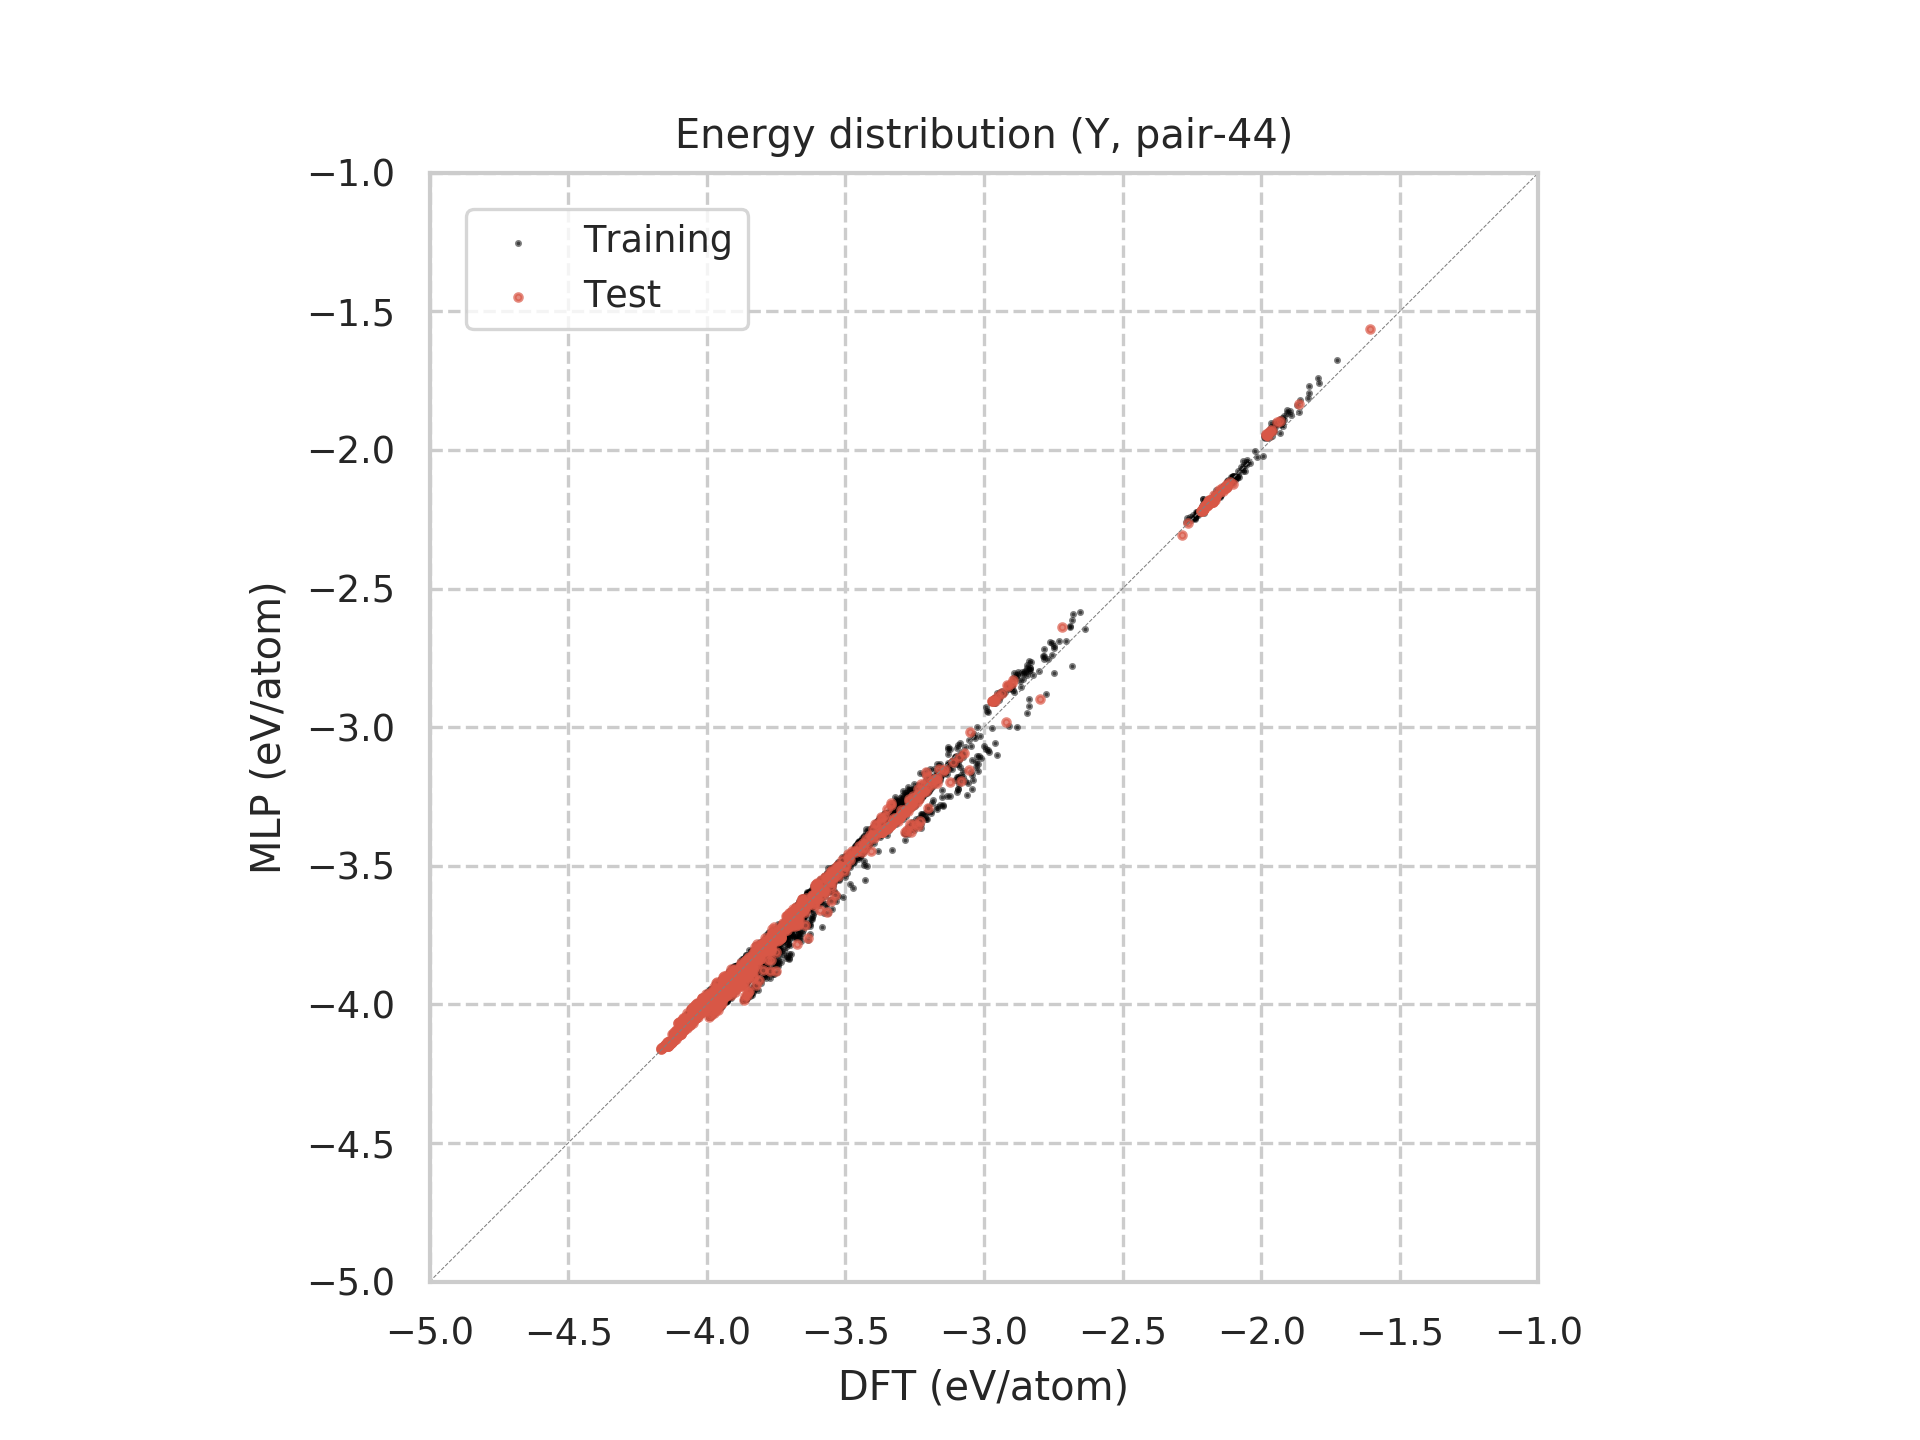 Energy distribution (Y, pair-44)
−1.0
−1.5
−2.0
−2.5
−3.0
−3.5
−4.0
−4.5
−5.0
MLP (eV/atom)
Training
Test
−5.0 −4.5 −4.0 −3.5 −3.0 −2.5 −2.0 −1.5 −1.0
DFT (eV/atom)